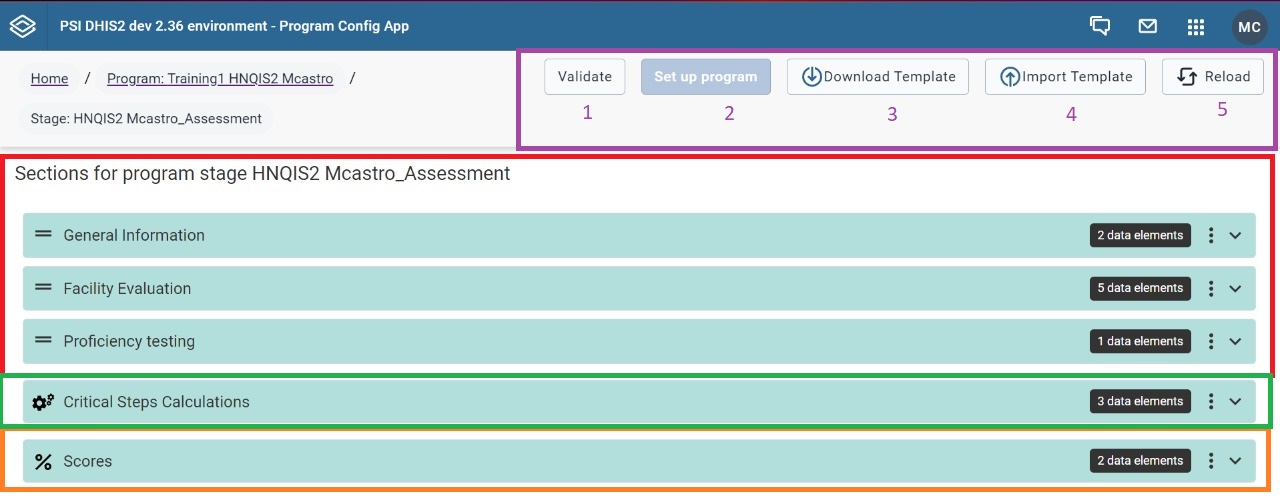 PSI DHIS2 dev 2.36 environment - Program Config App
MC
Home / Program: Training1 HNQIS2 Mcastro /
Stage: HNQIS2 Mcastro_Assessment
Validate Set up program Download Template Import Template Reload
1 2 3 4 5
Sections for program stage HNQIS2 Mcastro_Assessment
General Information 2 data elements
Facility Evaluation 5 data elements
Proficiency testing 1 data elements
Critical Steps Calculations 3 data elements
% Scores 2 data elements